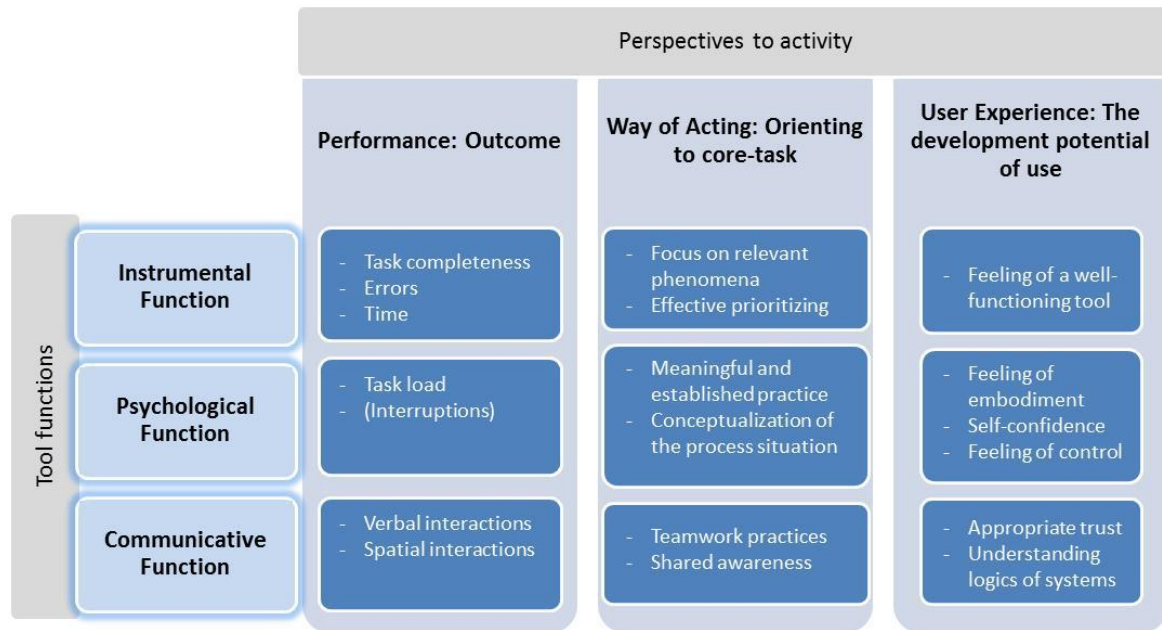 Perspectives to activity
Performance: Outcome
Way of Acting: Orienting
to core-task
User Experience: The
development potential
of use
Tool functions
Instrumental
Function
- Task completeness
- Errors
- Time
- Focus on relevant
phenomena
- Effective prioritizing
- Feeling of a well-
functioning tool
Psychological
Function
- Task load
- (Interruptions)
- Meaningful and
established practice
- Conceptualization of
the process situation
- Feeling of
embodiment
- Self-confidence
- Feeling of control
Communicative
Function
- Verbal interactions
- Spatial interactions
- Teamwork practices
- Shared awareness
- Appropriate trust
- Understanding
logics of systems